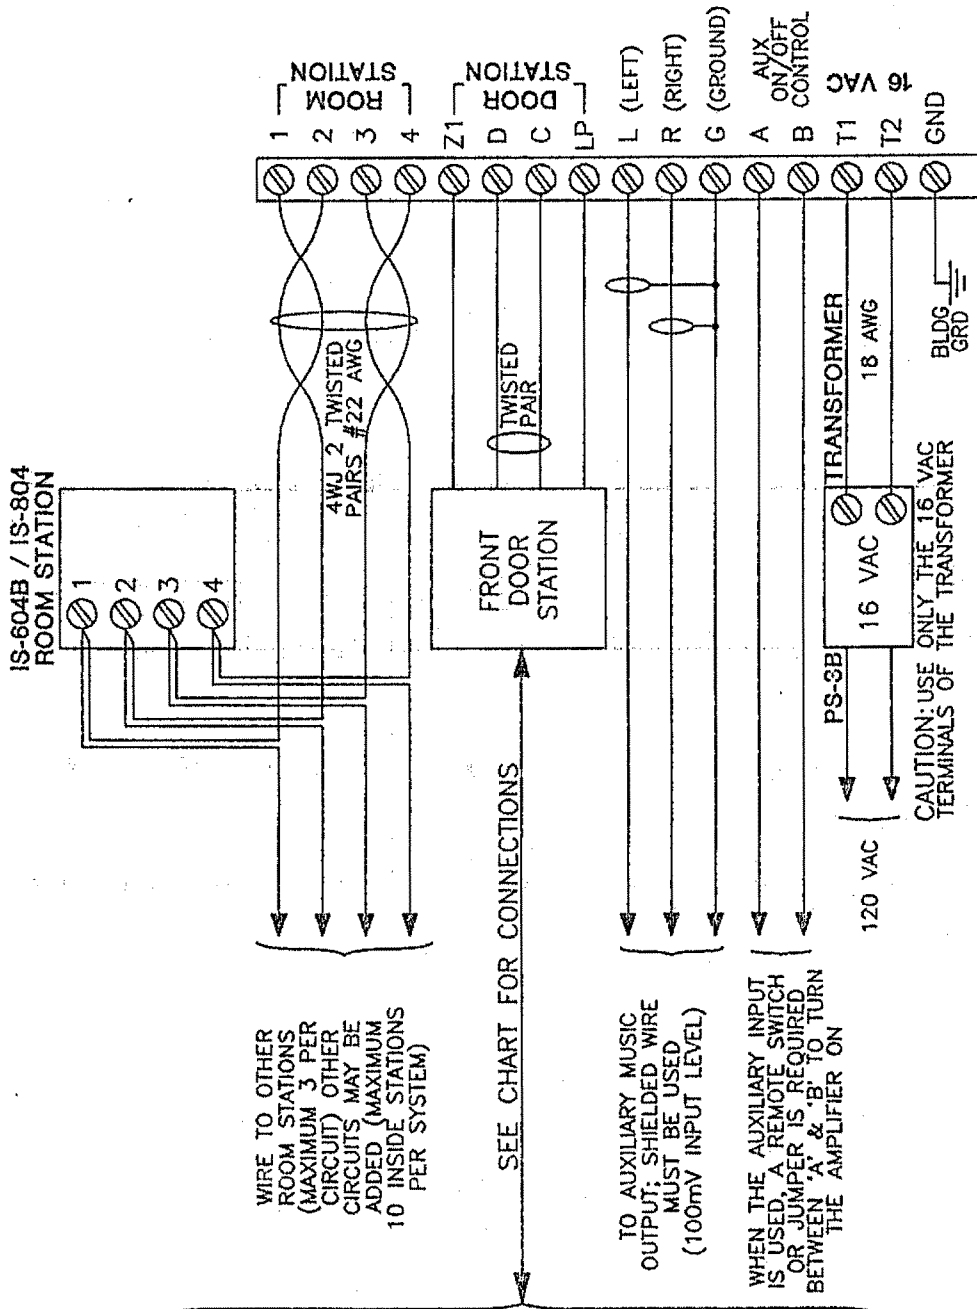 IS-604B / IS-804
ROOM STATION
1
2
3
4
WIRE TO OTHER
ROOM STATIONS
(MAXIMUM 3 PER
CIRCUIT) OTHER
CIRCUITS MAY BE
ADDED (MAXIMUM
10 INSIDE STATIONS
PER SYSTEM)
4WJ 2 TWISTED
PAIRS #22 AWG
1
2
3
4
ROOM
STATION
SEE CHART FOR CONNECTIONS
FRONT
DOOR
STATION
TWISTED
PAIR
Z1
D
C
LP
DOOR
STATION
TO AUXILIARY MUSIC
OUTPUT; SHIELDED WIRE
MUST BE USED
(100mV INPUT LEVEL)
L (LEFT)
R (RIGHT)
G (GROUND)
WHEN THE AUXILIARY INPUT
IS USED, A REMOTE SWITCH
OR JUMPER IS REQUIRED
BETWEEN 'A' & 'B' TO TURN
THE AMPLIFIER ON
A
B
AUX
ON/OFF
CONTROL
120 VAC
PS-3B TRANSFORMER
16 VAC
18 AWG
T1
T2
16 VAC
CAUTION: USE ONLY THE 16 VAC
TERMINALS OF THE TRANSFORMER
BLDG
GRD
GND